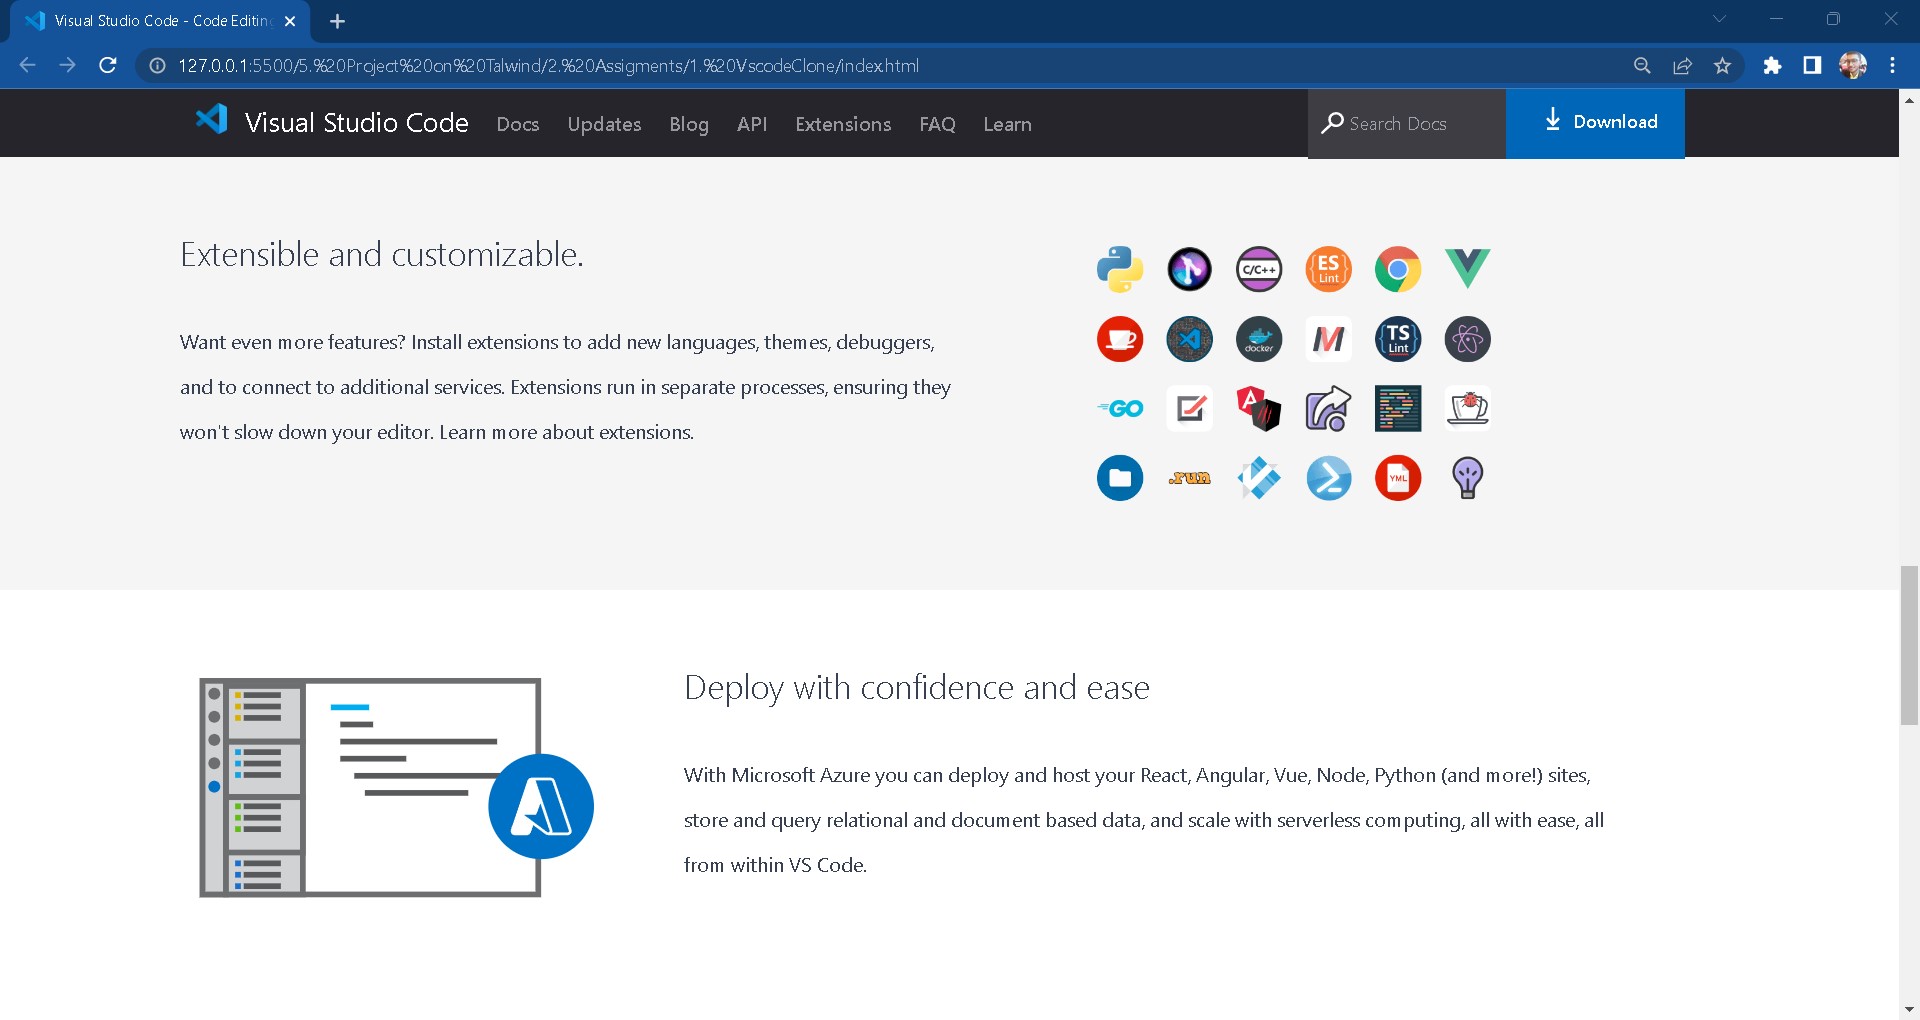 Visual Studio Code - Code Editing
127.0.0.1:5500/5.%20Project%20on%20Talwind/2.%20Assigments/1.%20VscodeClone/index.html
Visual Studio Code Docs Updates Blog API Extensions FAQ Learn Search Docs Download
Extensible and customizable.
Want even more features? Install extensions to add new languages, themes, debuggers,
and to connect to additional services. Extensions run in separate processes, ensuring they
won't slow down your editor. Learn more about extensions.
C/C++ ES Lint
docker M TS Lint
GO A
.run YML
Deploy with confidence and ease
With Microsoft Azure you can deploy and host your React, Angular, Vue, Node, Python (and more!) sites,
store and query relational and document based data, and scale with serverless computing, all with ease, all
from within VS Code.